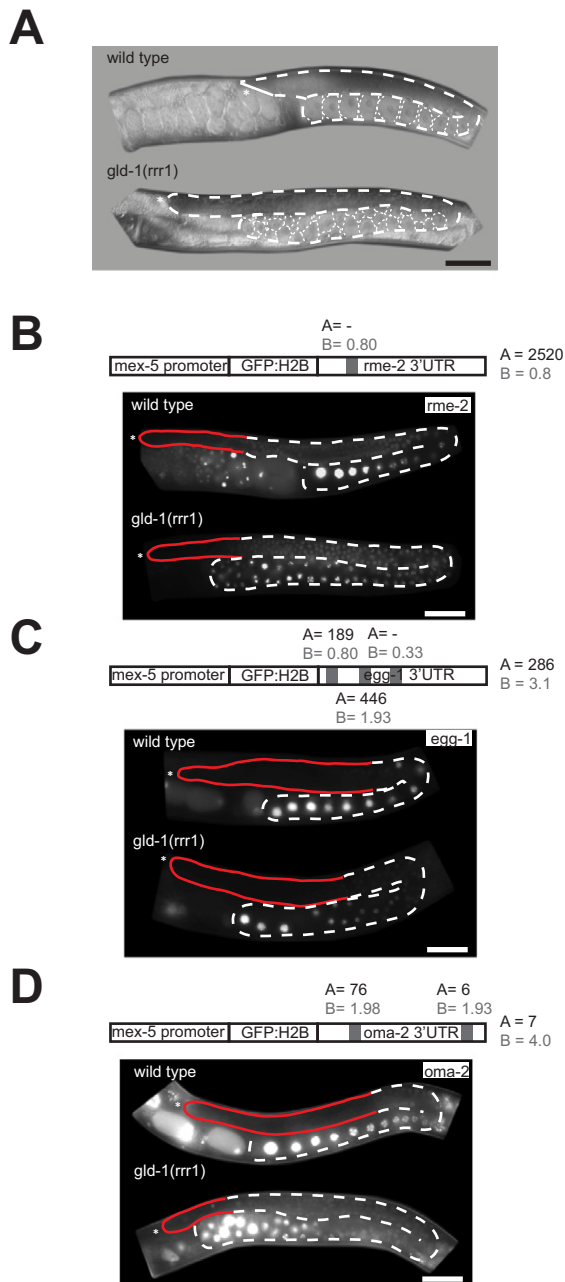 A
wild type
*
gld-1(rrr1)
*
B
A= -
B= 0.80
mex-5 promoter GFP:H2B rme-2 3'UTR
A = 2520
B = 0.8
wild type
rme-2
*
gld-1(rrr1)
*
C
A= 189 A= -
B= 0.80 B= 0.33
mex-5 promoter GFP:H2B egg-1 3'UTR
A = 286
B = 3.1
A= 446
B= 1.93
wild type
egg-1
*
gld-1(rrr1)
*
D
A= 76 A= 6
B= 1.98 B= 1.93
mex-5 promoter GFP:H2B oma-2 3'UTR
A = 7
B = 4.0
wild type
oma-2
*
gld-1(rrr1)
*